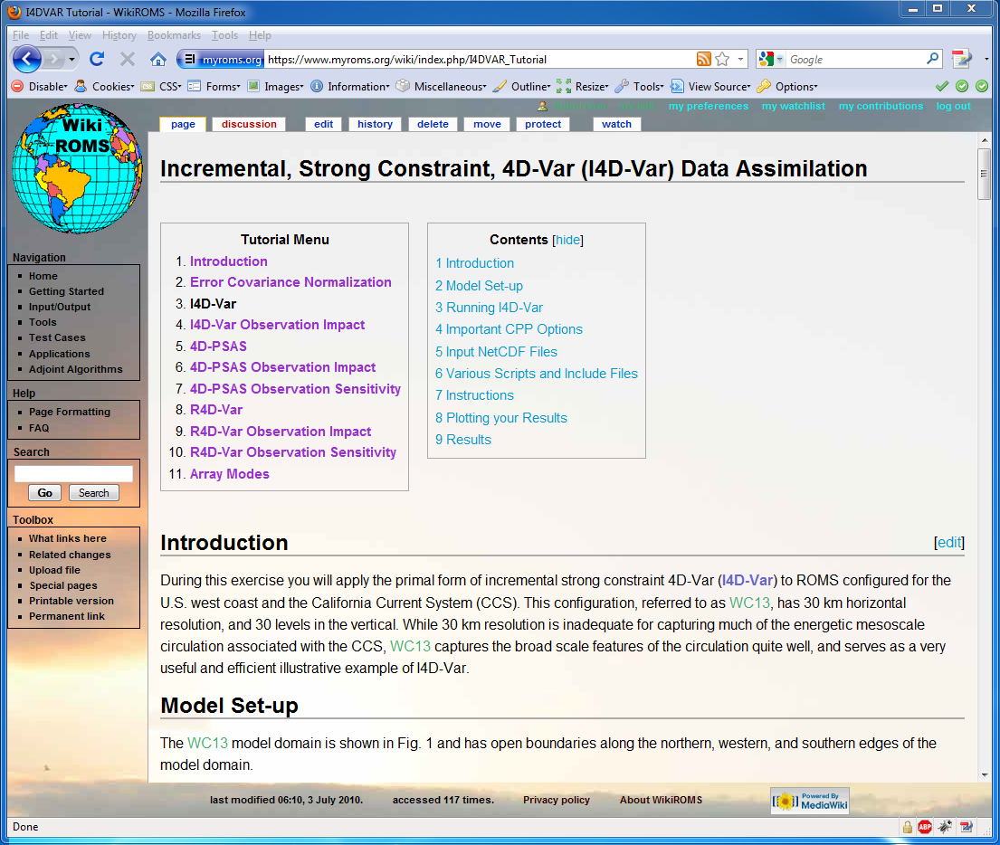 I4DVAR Tutorial - WikiROMS - Mozilla Firefox
File Edit View History Bookmarks Tools Help
myroms.org https://www.myroms.org/wiki/index.php/I4DVAR_Tutorial Google
Disable Cookies CSS Forms Images Information Miscellaneous Outline Resize Tools View Source Options
my preferences my watchlist my contributions log out
page discussion edit history delete move protect watch
Wiki
ROMS
Navigation
Home
Getting Started
Input/Output
Tools
Test Cases
Applications
Adjoint Algorithms
Help
Page Formatting
FAQ
Search
Go Search
Toolbox
What links here
Related changes
Upload file
Special pages
Printable version
Permanent link
Incremental, Strong Constraint, 4D-Var (I4D-Var) Data Assimilation
Tutorial Menu
1. Introduction
2. Error Covariance Normalization
3. I4D-Var
4. I4D-Var Observation Impact
5. 4D-PSAS
6. 4D-PSAS Observation Impact
7. 4D-PSAS Observation Sensitivity
8. R4D-Var
9. R4D-Var Observation Impact
10. R4D-Var Observation Sensitivity
11. Array Modes
Contents [hide]
1 Introduction
2 Model Set-up
3 Running I4D-Var
4 Important CPP Options
5 Input NetCDF Files
6 Various Scripts and Include Files
7 Instructions
8 Plotting your Results
9 Results
Introduction [edit]
During this exercise you will apply the primal form of incremental strong constraint 4D-Var (I4D-Var) to ROMS configured for the
U.S. west coast and the California Current System (CCS). This configuration, referred to as WC13, has 30 km horizontal
resolution, and 30 levels in the vertical. While 30 km resolution is inadequate for capturing much of the energetic mesoscale
circulation associated with the CCS, WC13 captures the broad scale features of the circulation quite well, and serves as a very
useful and efficient illustrative example of I4D-Var.
Model Set-up
The WC13 model domain is shown in Fig. 1 and has open boundaries along the northern, western, and southern edges of the
model domain.
last modified 06:10, 3 July 2010. accessed 117 times. Privacy policy About WikiROMS
Powered By
MediaWiki
Done
ABP